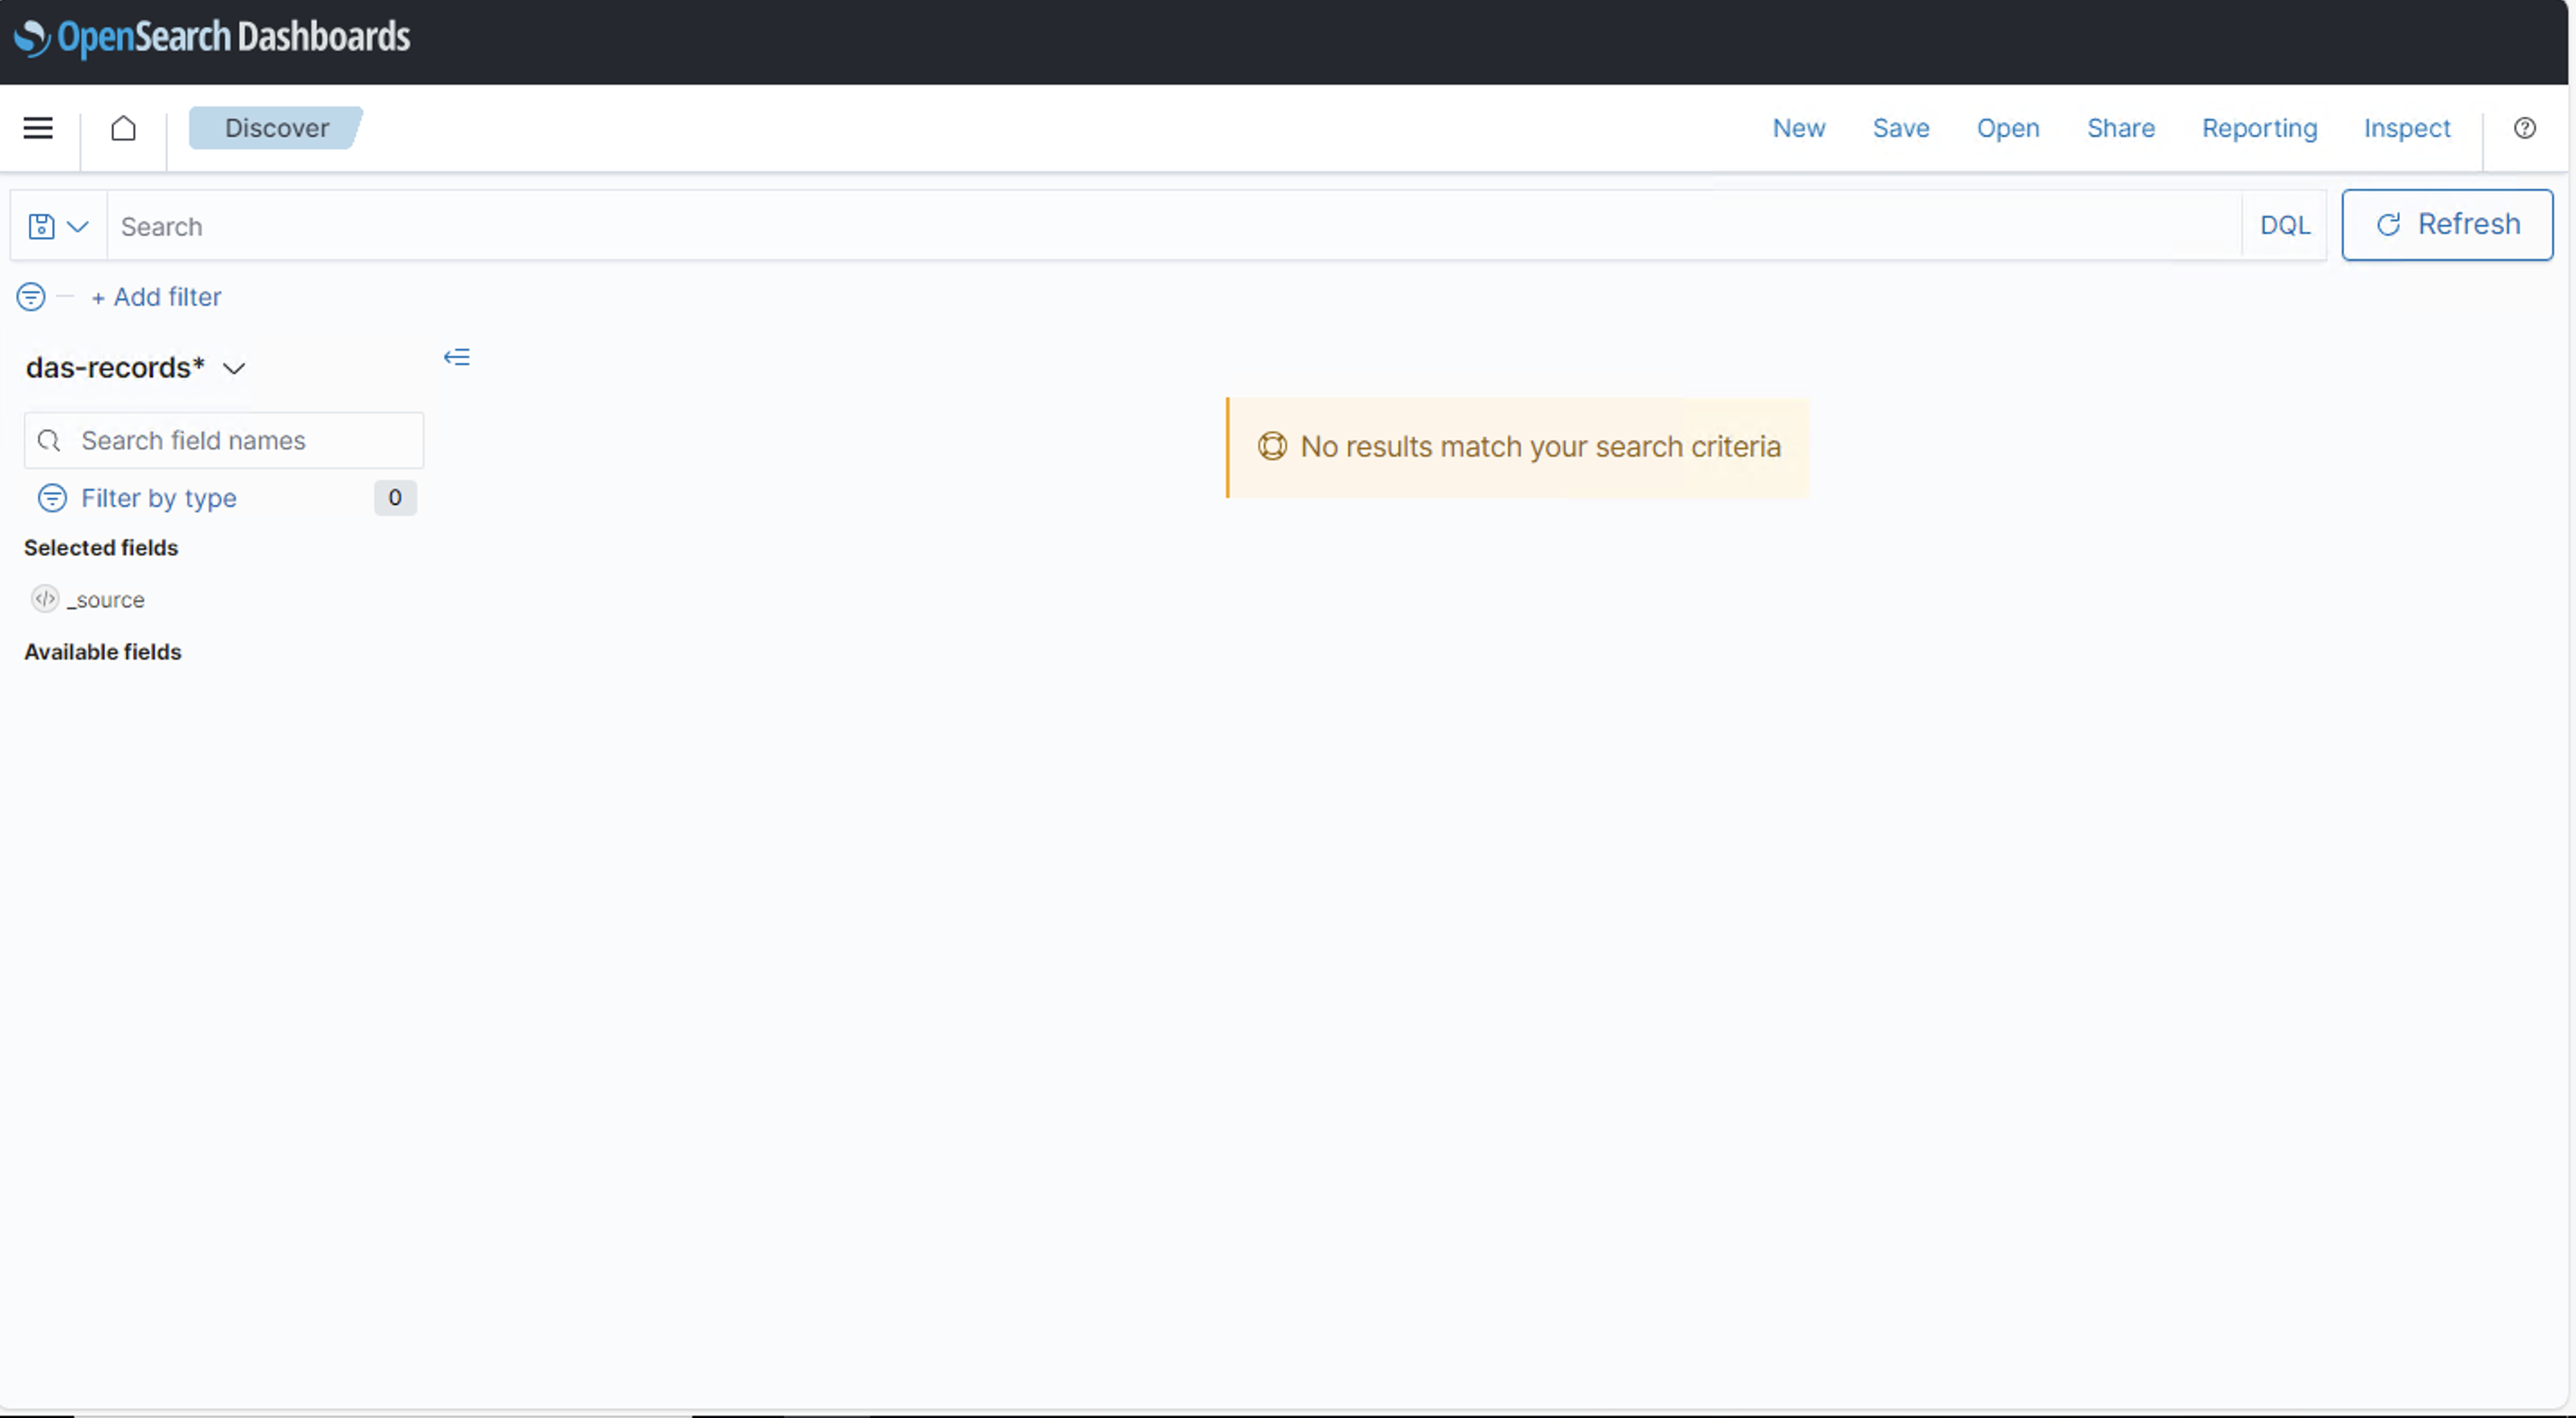 OpenSearch Dashboards
Discover
New Save Open Share Reporting Inspect
Search
DQL
Refresh
+ Add filter
das-records*
Search field names
Filter by type 0
Selected fields
_source
Available fields
No results match your search criteria